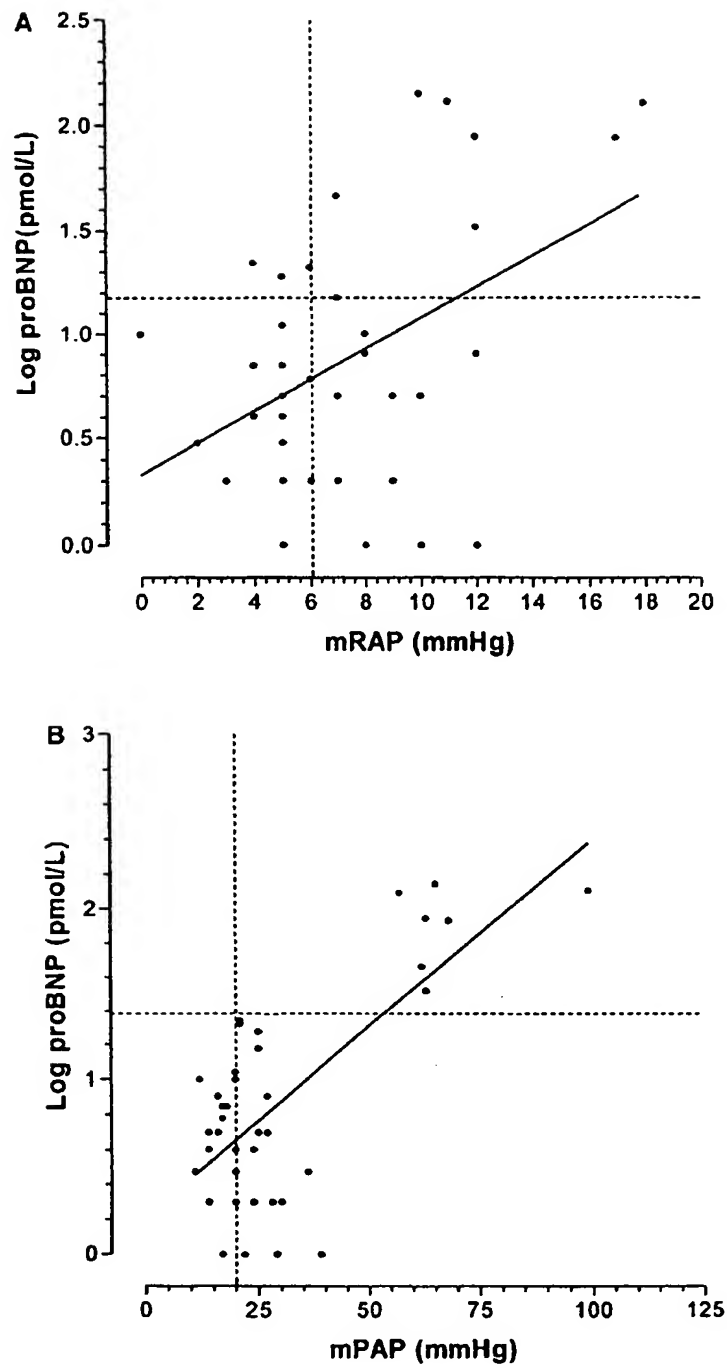 A
2.5
2.0
1.5
1.0
0.5
0.0
Log proBNP(pmol/L)
0 2 4 6 8 10 12 14 16 18 20
mRAP (mmHg)
B
3
2
1
0
Log proBNP (pmol/L)
0 25 50 75 100 125
mPAP (mmHg)